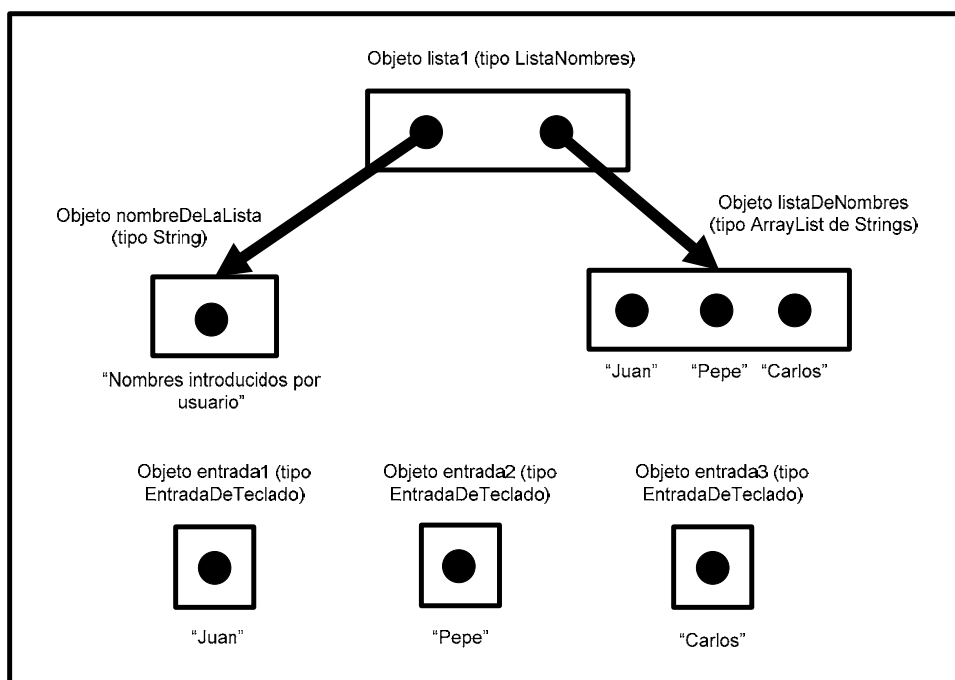 Objeto lista1 (tipo ListaNombres)
Objeto nombreDeLaLista
(tipo String)
Objeto listaDeNombres
(tipo ArrayList de Strings)
“Nombres introducidos por
usuario”
“Juan” “Pepe” “Carlos”
Objeto entrada1 (tipo
EntradaDeTeclado)
Objeto entrada2 (tipo
EntradaDeTeclado)
Objeto entrada3 (tipo
EntradaDeTeclado)
“Juan”
“Pepe”
“Carlos”